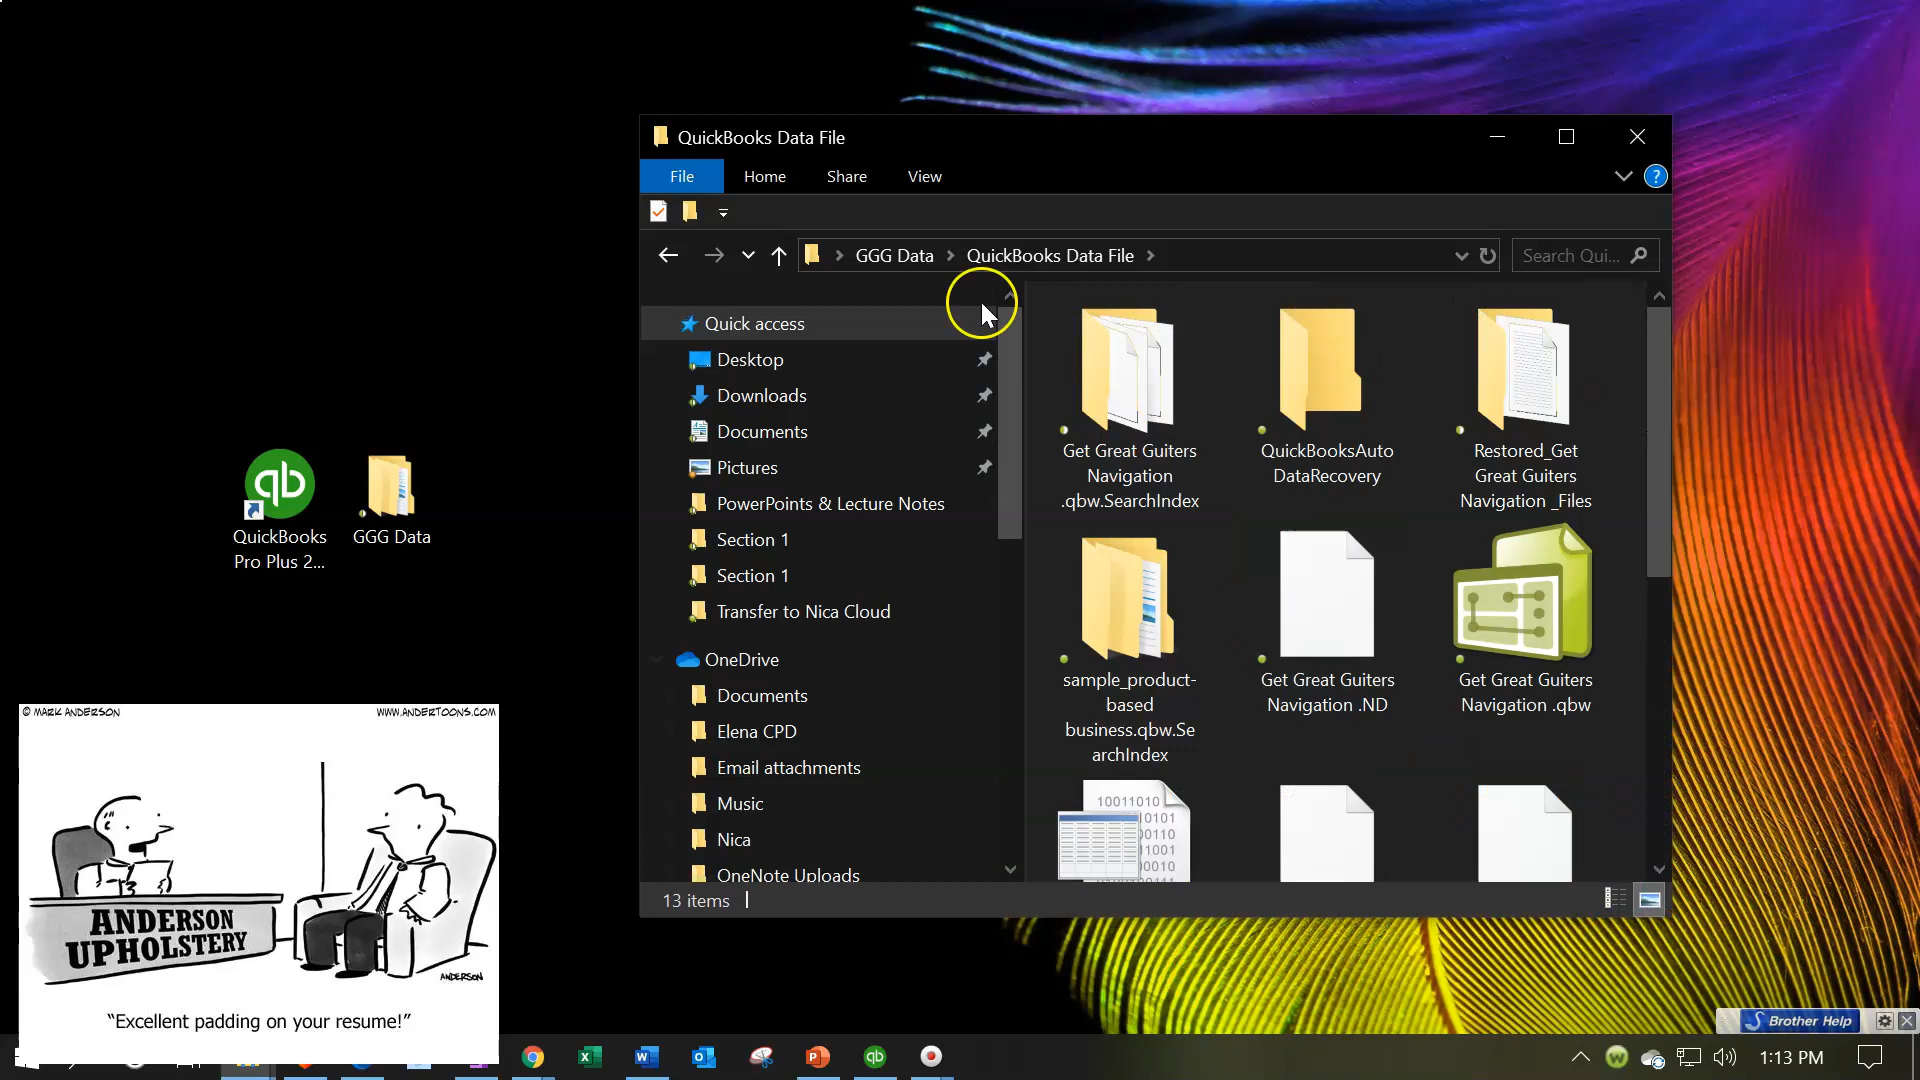 QuickBooks Data File
File
Home
Share
View
?
GGG Data
QuickBooks Data File
Search Qui...
Quick access
Desktop
Downloads
Documents
Pictures
PowerPoints & Lecture Notes
Section 1
Section 1
Transfer to Nica Cloud
OneDrive
Documents
Elena CPD
Email attachments
Music
Nica
OneNote Uploads
Get Great Guiters
Navigation
.qbw.SearchIndex
QuickBooksAuto
DataRecovery
Restored_Get
Great Guiters
Navigation _Files
sample_product-
based
business.qbw.Se
archIndex
Get Great Guiters
Navigation .ND
Get Great Guiters
Navigation .qbw
13 items
qb
QuickBooks
Pro Plus 2...
GGG Data
© MARK ANDERSON
WWW.ANDERTOONS.COM
ANDERSON
UPHOLSTERY
ANDERSON
“Excellent padding on your resume!”
Brother Help
1:13 PM